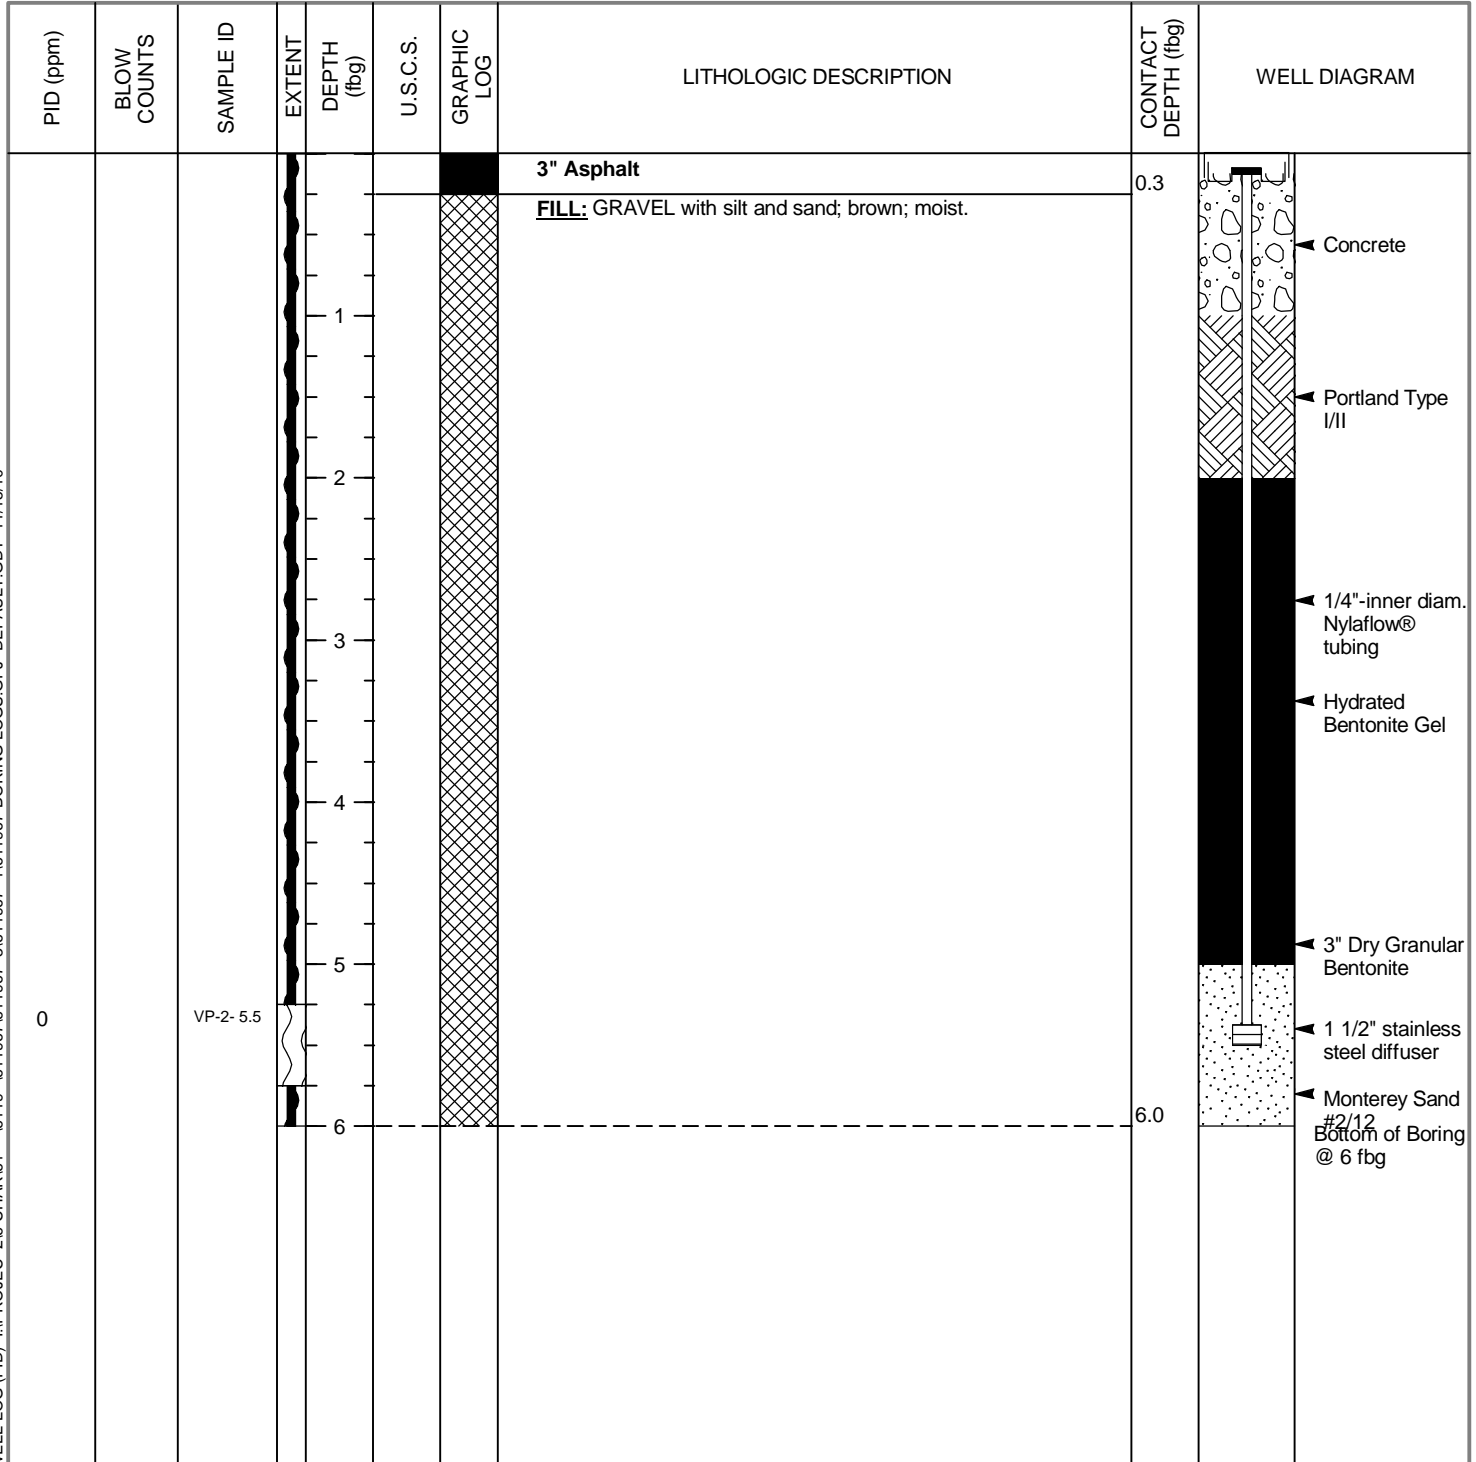 PID (ppm)
BLOW
COUNTS
SAMPLE ID
EXTENT
DEPTH
(fbg)
U.S.C.S.
GRAPHIC
LOG
LITHOLOGIC DESCRIPTION
CONTACT
DEPTH (fbg)
WELL DIAGRAM
3" Asphalt
0.3
FILL: GRAVEL with silt and sand; brown; moist.
Concrete
1
Portland Type
I/II
2
1/4"-inner diam.
Nylaflow®
tubing
3
Hydrated
Bentonite Gel
4
3" Dry Granular
Bentonite
5
0
VP-2- 5.5
1 1/2" stainless
steel diffuser
Monterey Sand
#2/12
6
6.0
Bottom of Boring
@ 6 fbg